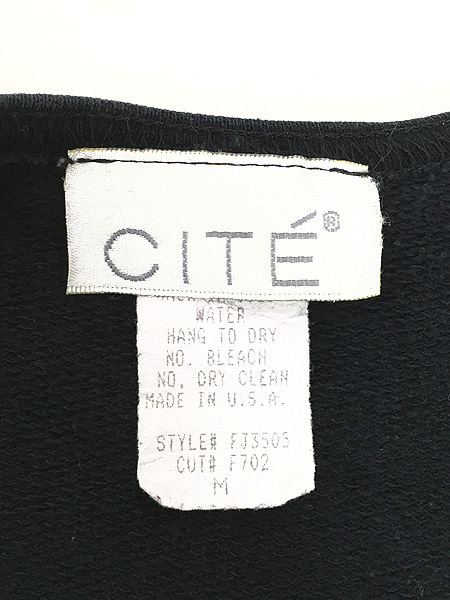 CITÉ®
WATER
HANG TO DRY
NO. BLEACH
NO. DRY CLEAN
MADE IN U.S.A.
STYLE# FJ3505
CUT# F702
M